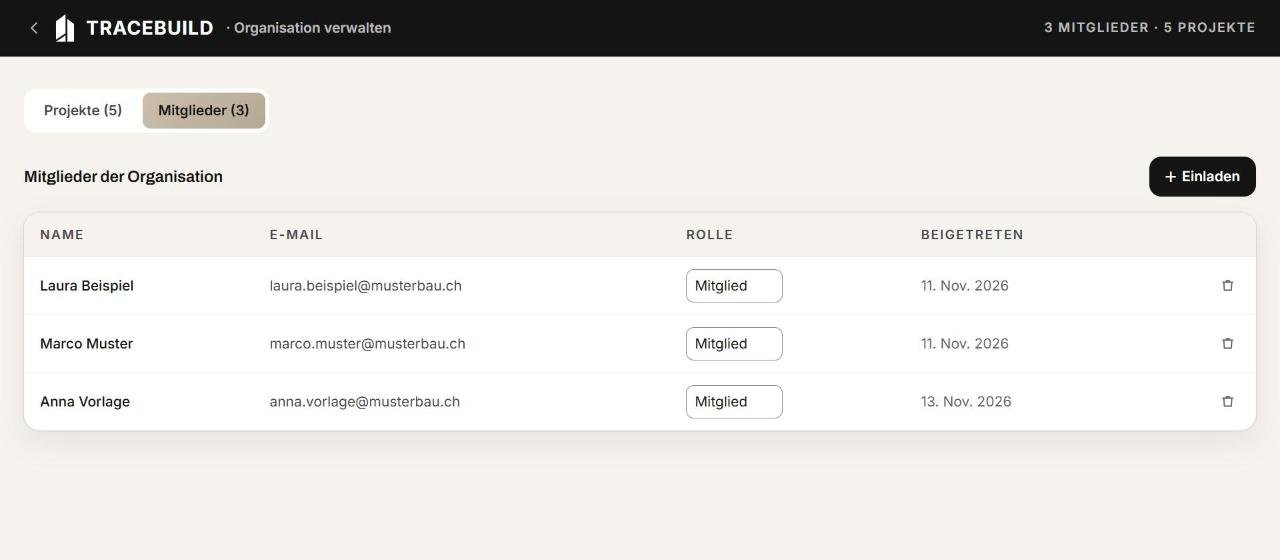 TRACEBUILD · Organisation verwalten 3 MITGLIEDER · 5 PROJEKTE
Projekte (5) Mitglieder (3)
Mitglieder der Organisation + Einladen
NAME E-MAIL ROLLE BEIGETRETEN
Laura Beispiel laura.beispiel@musterbau.ch Mitglied 11. Nov. 2026
Marco Muster marco.muster@musterbau.ch Mitglied 11. Nov. 2026
Anna Vorlage anna.vorlage@musterbau.ch Mitglied 13. Nov. 2026